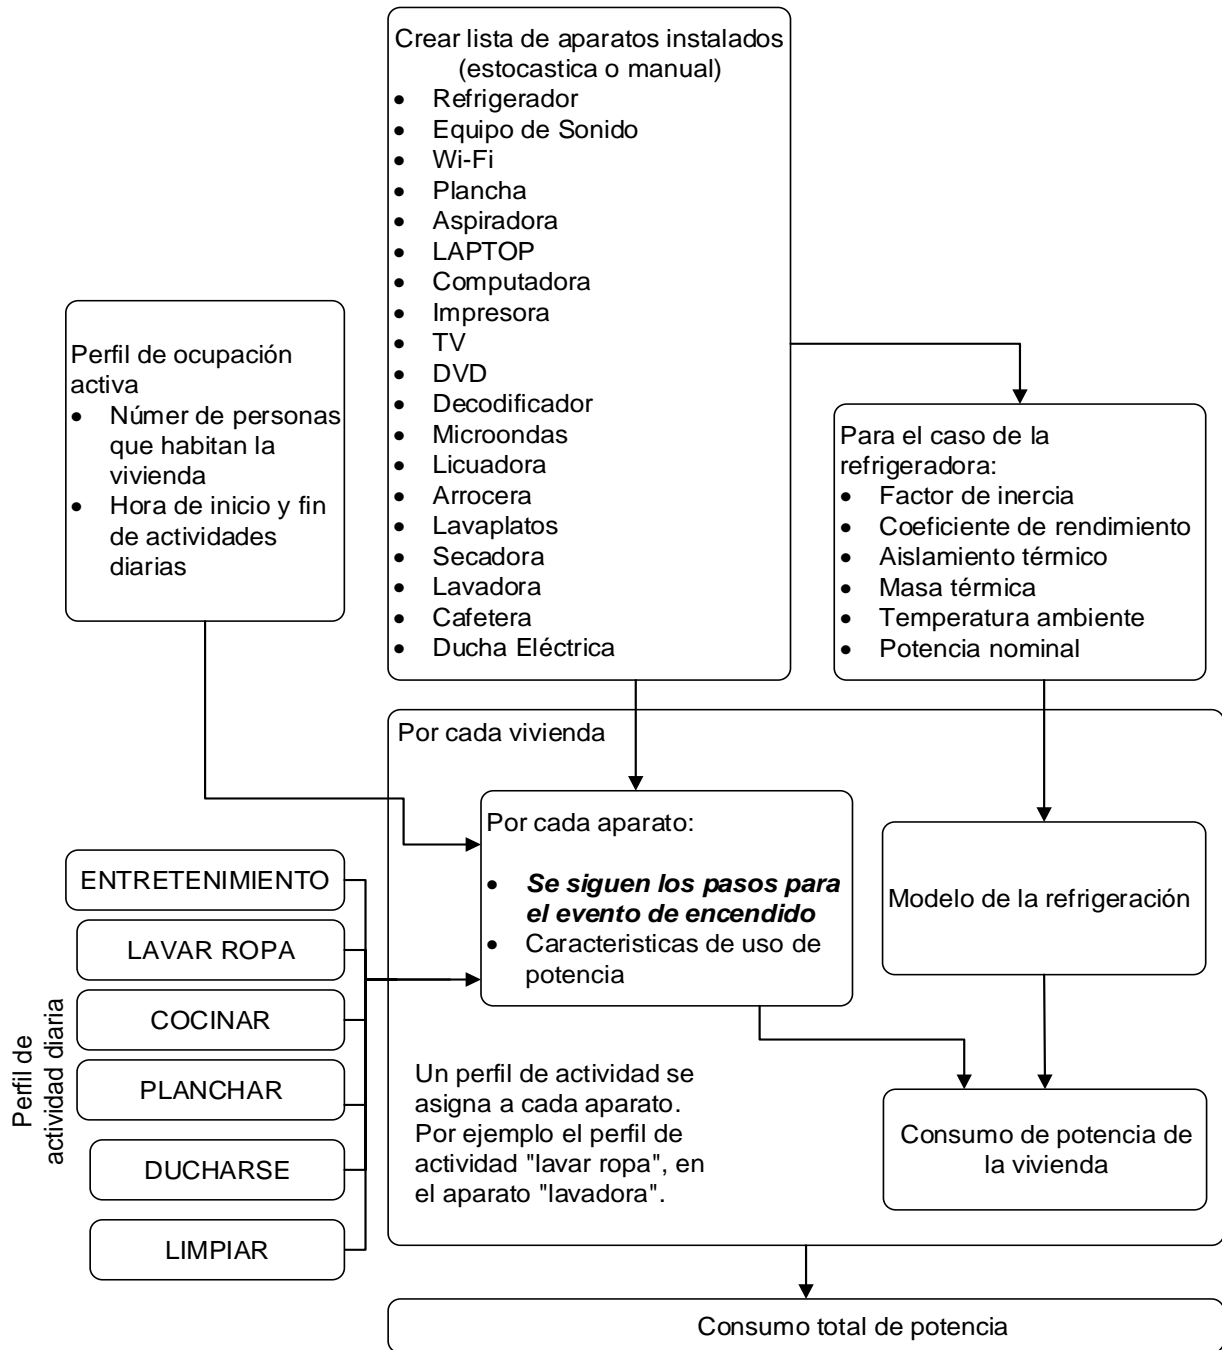 Crear lista de aparatos instalados
(estocastica o manual)
• Refrigerador
• Equipo de Sonido
• Wi-Fi
• Plancha
• Aspiradora
• LAPTOP
• Computadora
• Impresora
• TV
• DVD
• Decodificador
• Microondas
• Licuadora
• Arrocera
• Lavaplatos
• Secadora
• Lavadora
• Cafetera
• Ducha Eléctrica
Perfil de ocupación
activa
• Númer de personas
que habitan la
vivienda
• Hora de inicio y fin
de actividades
diarias
Para el caso de la
refrigeradora:
• Factor de inercia
• Coeficiente de rendimiento
• Aislamiento térmico
• Masa térmica
• Temperatura ambiente
• Potencia nominal
Por cada vivienda
Por cada aparato:
• Se siguen los pasos para
el evento de encendido
• Caracteristicas de uso de
potencia
Modelo de la refrigeración
Perfil de
actividad diaria
ENTRETENIMIENTO
LAVAR ROPA
COCINAR
PLANCHAR
DUCHARSE
LIMPIAR
Un perfil de actividad se
asigna a cada aparato.
Por ejemplo el perfil de
actividad "lavar ropa", en
el aparato "lavadora".
Consumo de potencia de
la vivienda
Consumo total de potencia